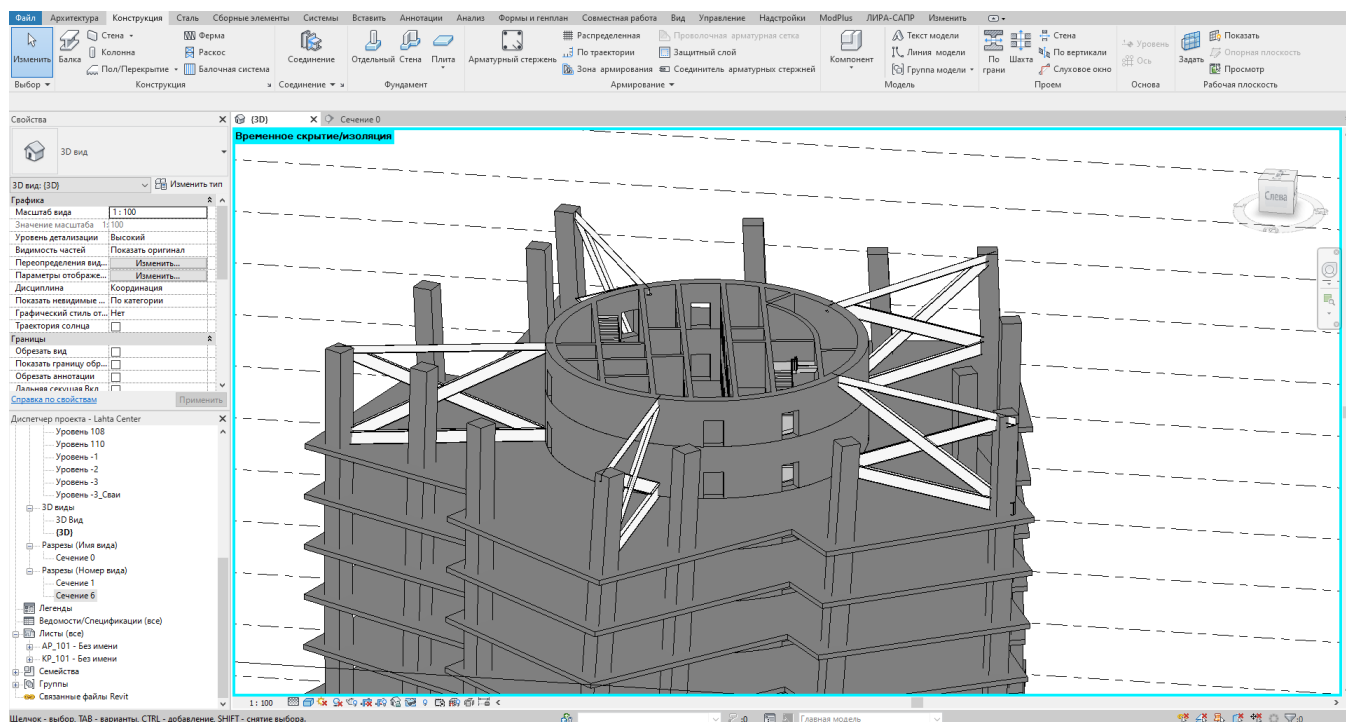 Файл Архитектура Конструкция Сталь Сборные элементы Системы Вставить Аннотации Анализ Формы и генплан Совместная работа Вид Управление Надстройки ModPlus ЛИРА-САПР Изменить
Изменить
Балка
Стена
Колонна
Пол/Перекрытие
Ферма
Раскос
Балочная система
Соединение
Отдельный Стена Плита
Арматурный стержень
Распределенная
По траектории
Зона армирования
Проволочная арматурная сетка
Защитный слой
Соединитель арматурных стержней
Компонент
Текст модели
Линия модели
Группа модели
По грани
Шахта
Стена
По вертикали
Слуховое окно
Уровень
Ось
Задать
Показать
Опорная плоскость
Просмотр
Выбор Конструкция Соединение Фундамент Армирование Модель Проем Основа Рабочая плоскость
Свойства
3D вид
3D вид: {3D} Изменить тип
Графика
Масштаб вида 1 : 100
Значение масштаба 1: 100
Уровень детализации Высокий
Видимость частей Показать оригинал
Переопределения вид... Изменить...
Параметры отображе... Изменить...
Дисциплина Координация
Показать невидимые ... По категории
Графический стиль от... Нет
Траектория солнца
Границы
Обрезать вид
Показать границу обр...
Обрезать аннотации
Дальняя секущая Вкл
Справка по свойствам Применить
Диспетчер проекта - Lahta Center
Уровень 108
Уровень 110
Уровень -1
Уровень -2
Уровень -3
Уровень -3_Сваи
3D виды
3D Вид
{3D}
Разрезы (Имя вида)
Сечение 0
Разрезы (Номер вида)
Сечение 1
Сечение 6
Легенды
Ведомости/Спецификации (все)
Листы (все)
АР_101 - Без имени
КР_101 - Без имени
Семейства
Группы
Связанные файлы Revit
{3D} Сечение 0
Временное скрытие/изоляция
Слева
1 : 100
Щелчок - выбор, TAB - варианты, CTRL - добавление, SHIFT - снятие выбора.
:0
Главная модель
:0